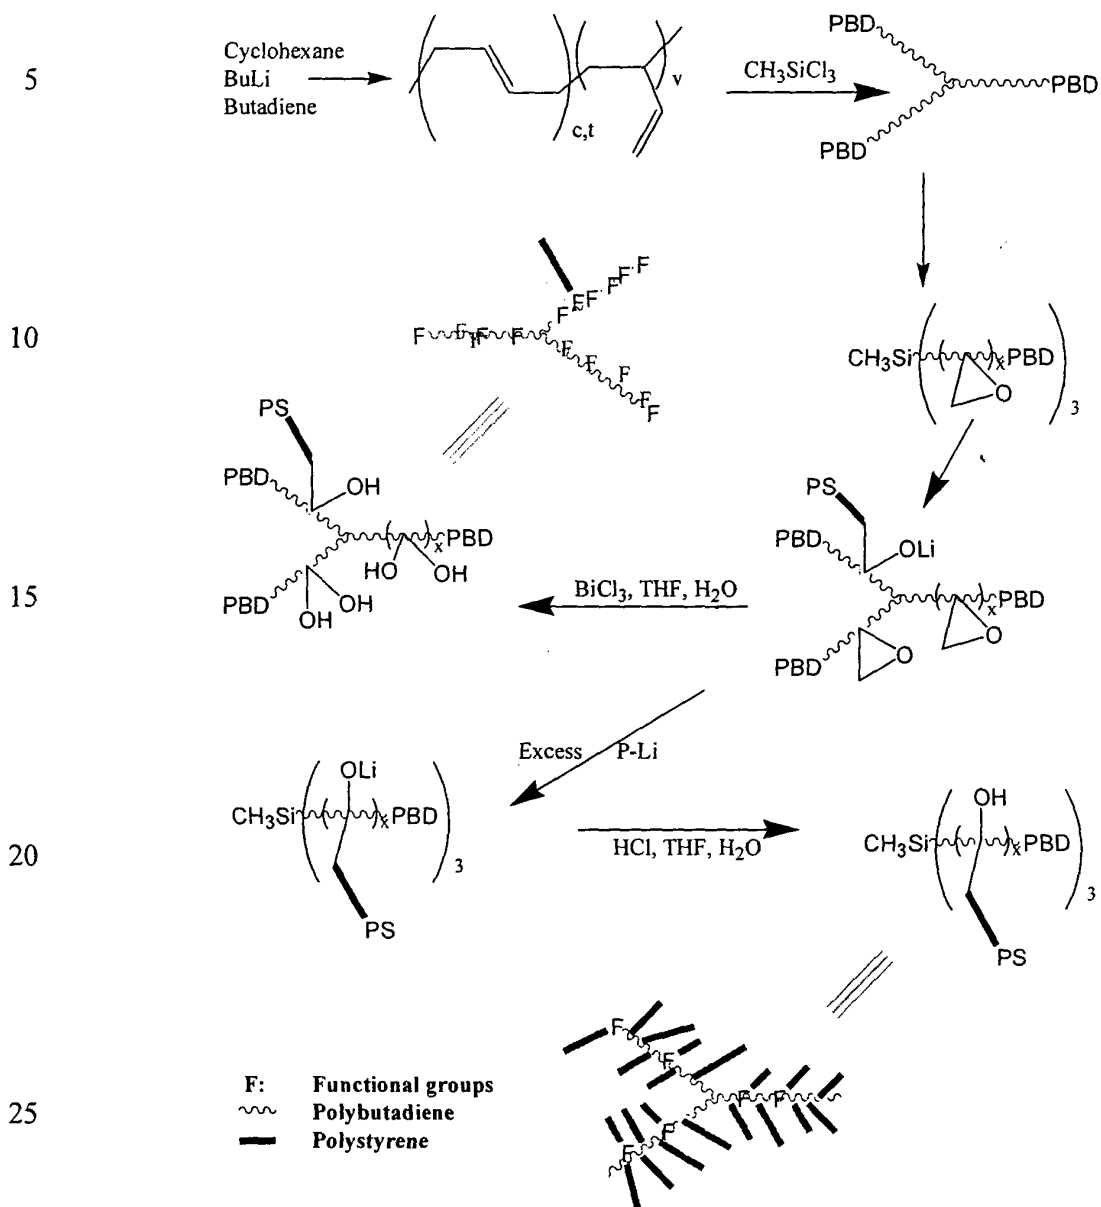 5
Cyclohexane
BuLi
Butadiene
c,t
v
CH3SiCl3
PBD
PBD
PBD
10
F F F F F F
F F F F
F F F F F
CH3Si ( ( O )x PBD )3
PS
PBD
OH
( )x PBD
HO OH
PBD
OH
OH
15
BiCl3, THF, H2O
PS
PBD
OLi
( )x PBD
O
PBD
O
Excess P-Li
20
OLi
CH3Si ( ( )x PBD )3
PS
HCl, THF, H2O
OH
CH3Si ( ( )x PBD )3
PS
25
F: Functional groups
Polybutadiene
Polystyrene
F
F
F F
F
F